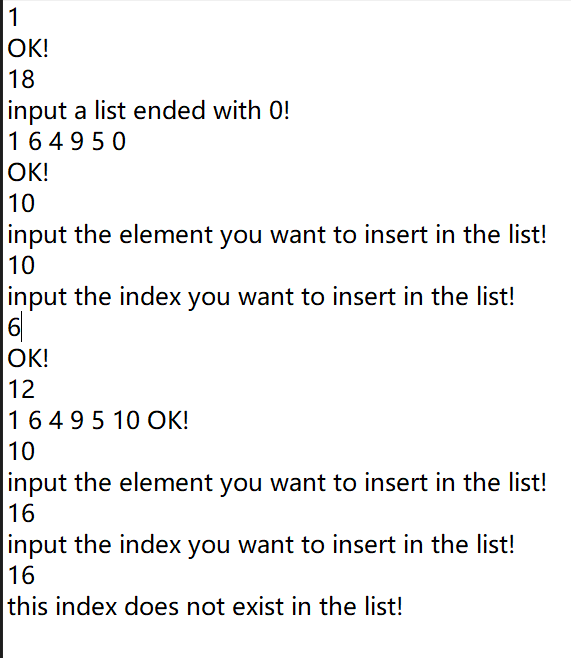 1
OK!
18
input a list ended with 0!
1 6 4 9 5 0
OK!
10
input the element you want to insert in the list!
10
input the index you want to insert in the list!
6
OK!
12
1 6 4 9 5 10 OK!
10
input the element you want to insert in the list!
16
input the index you want to insert in the list!
16
this index does not exist in the list!